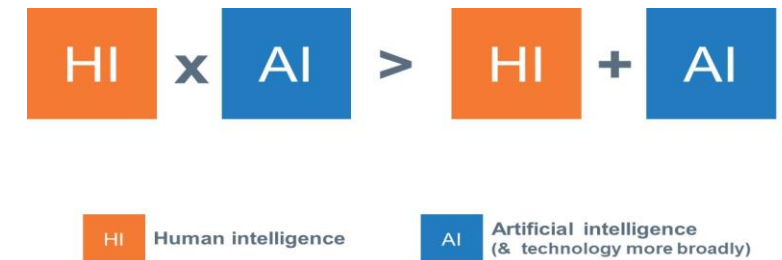 HI x AI > HI + AI
HI Human intelligence
AI Artificial intelligence
(& technology more broadly)